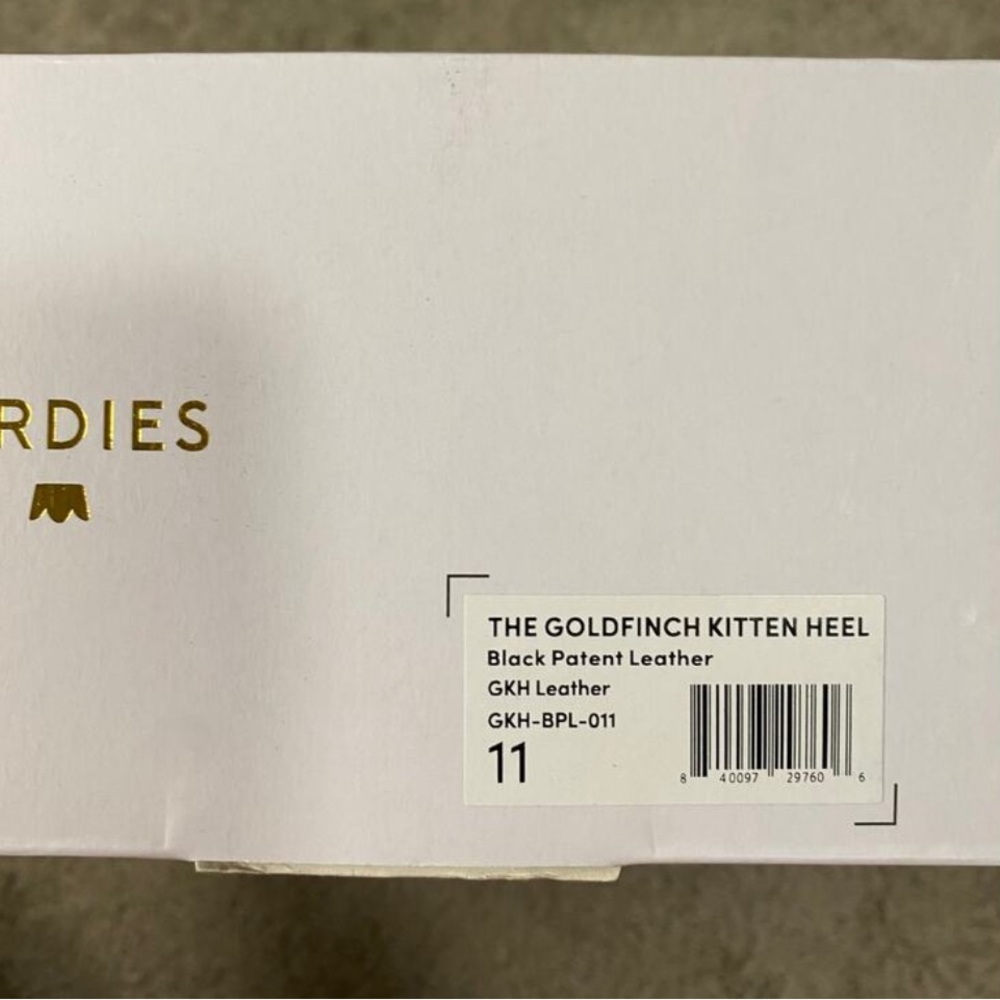 RDIES
THE GOLDFINCH KITTEN HEEL
Black Patent Leather
GKH Leather
GKH-BPL-011
11
8 40097 29760 6